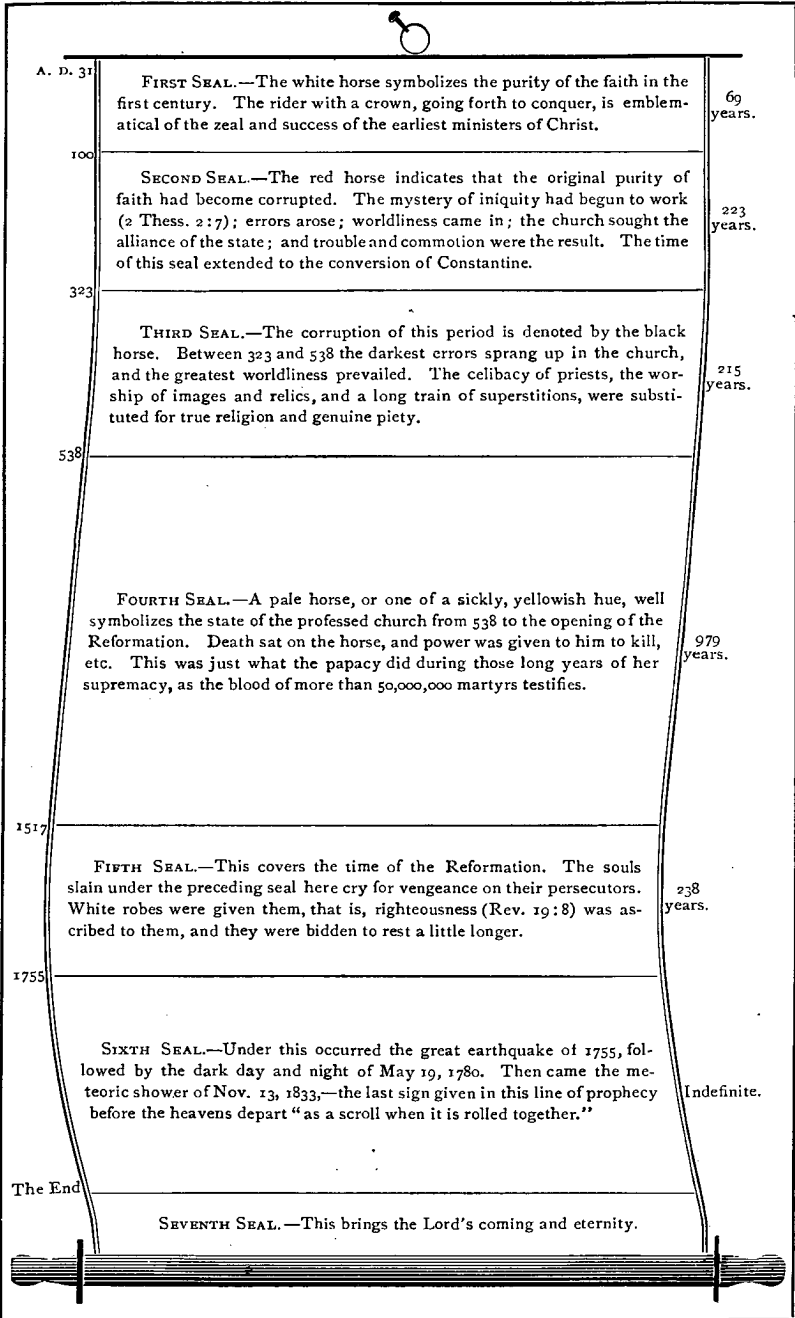 A. D. 31
FIRST SEAL.—The white horse symbolizes the purity of the faith in the
first century. The rider with a crown, going forth to conquer, is emblem-
atical of the zeal and success of the earliest ministers of Christ.
69
years.
100
SECOND SEAL.—The red horse indicates that the original purity of
faith had become corrupted. The mystery of iniquity had begun to work
(2 Thess. 2:7); errors arose; worldliness came in; the church sought the
alliance of the state; and trouble and commotion were the result. The time
of this seal extended to the conversion of Constantine.
223
years.
323
THIRD SEAL.—The corruption of this period is denoted by the black
horse. Between 323 and 538 the darkest errors sprang up in the church,
and the greatest worldliness prevailed. The celibacy of priests, the wor-
ship of images and relics, and a long train of superstitions, were substi-
tuted for true religion and genuine piety.
215
years.
538
FOURTH SEAL.—A pale horse, or one of a sickly, yellowish hue, well
symbolizes the state of the professed church from 538 to the opening of the
Reformation. Death sat on the horse, and power was given to him to kill,
etc. This was just what the papacy did during those long years of her
supremacy, as the blood of more than 50,000,000 martyrs testifies.
979
years.
1517
FIFTH SEAL.—This covers the time of the Reformation. The souls
slain under the preceding seal here cry for vengeance on their persecutors.
White robes were given them, that is, righteousness (Rev. 19:8) was as-
cribed to them, and they were bidden to rest a little longer.
238
years.
1755
SIXTH SEAL.—Under this occurred the great earthquake of 1755, fol-
lowed by the dark day and night of May 19, 1780. Then came the me-
teoric shower of Nov. 13, 1833,—the last sign given in this line of prophecy
before the heavens depart "as a scroll when it is rolled together."
Indefinite.
The End
SEVENTH SEAL.—This brings the Lord's coming and eternity.